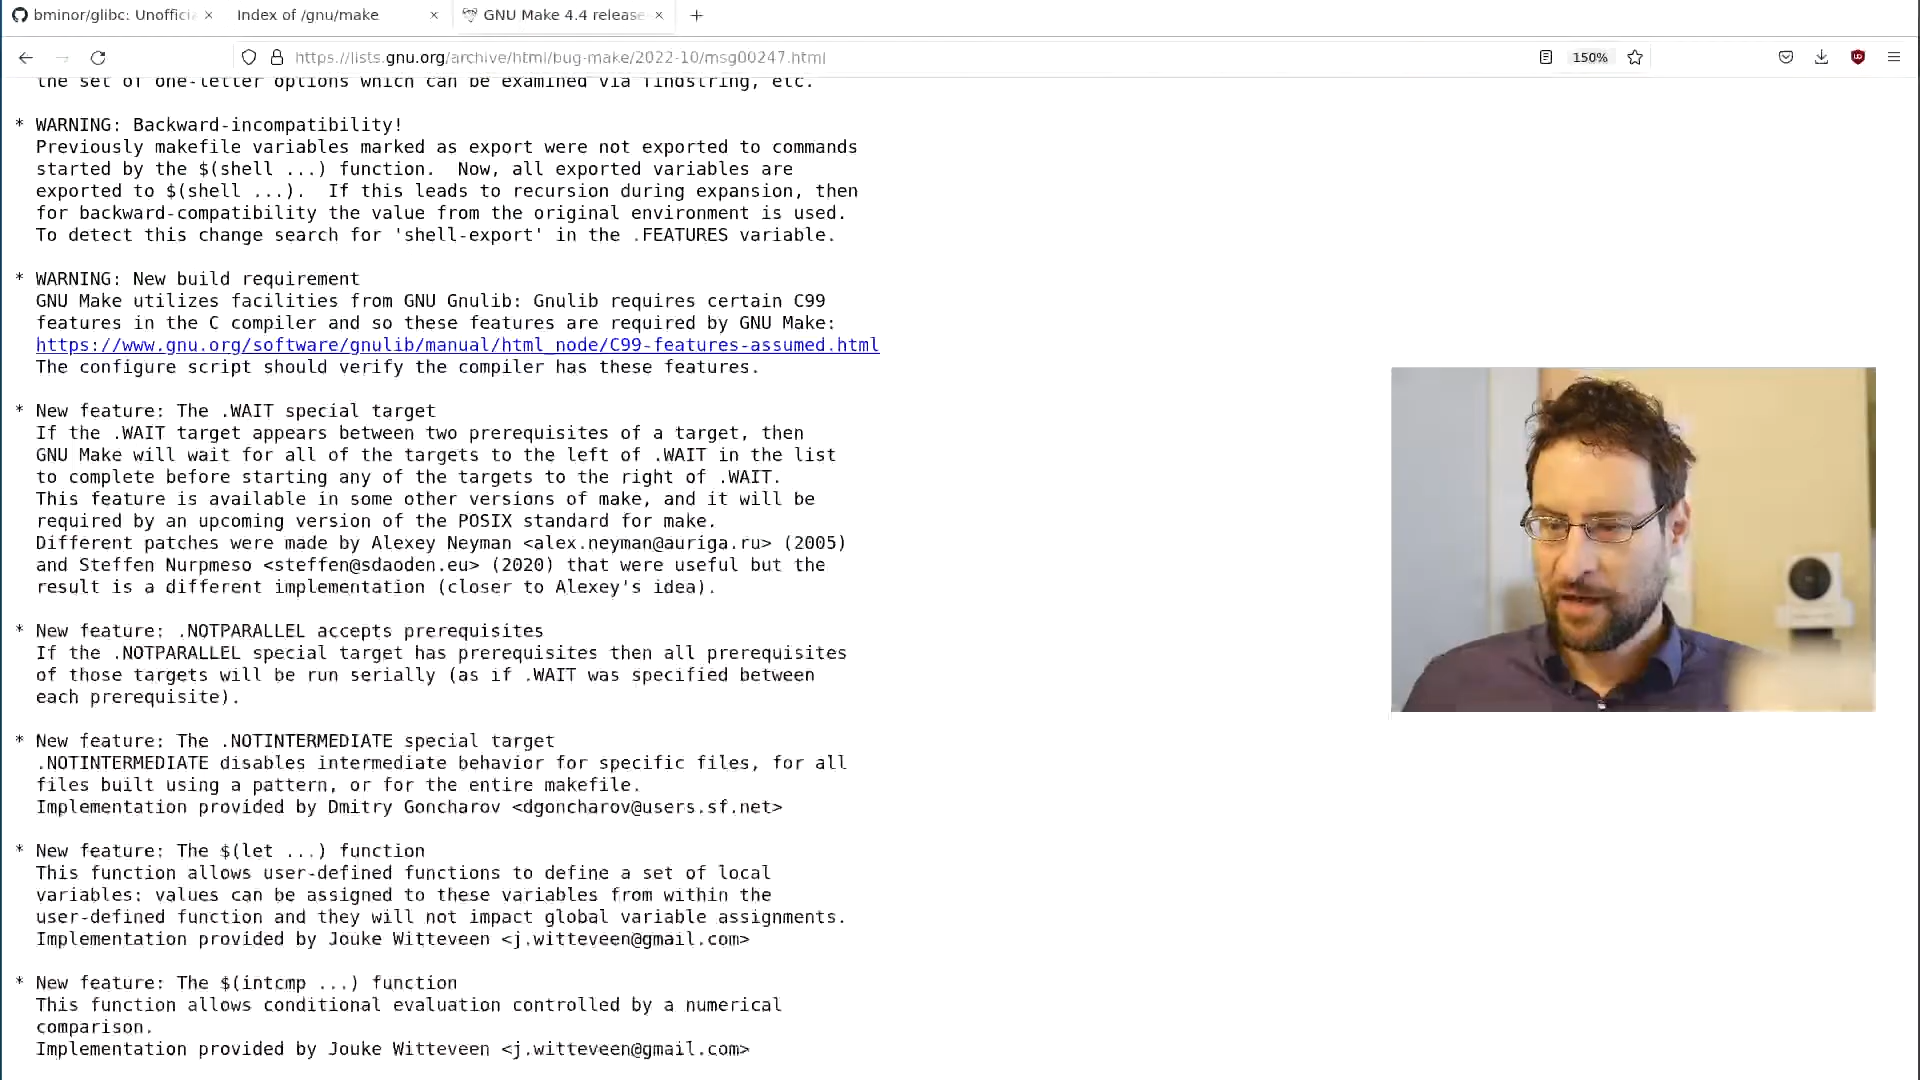 bminor/glibc: Unoffici
Index of /gnu/make
GNU Make 4.4 release
https://lists.gnu.org/archive/html/bug-make/2022-10/msg00247.html
150%
the set of one-letter options which can be examined via findstring, etc.
* WARNING: Backward-incompatibility!
Previously makefile variables marked as export were not exported to commands
started by the $(shell ...) function.  Now, all exported variables are
exported to $(shell ...).  If this leads to recursion during expansion, then
for backward-compatibility the value from the original environment is used.
To detect this change search for 'shell-export' in the .FEATURES variable.
* WARNING: New build requirement
GNU Make utilizes facilities from GNU Gnulib: Gnulib requires certain C99
features in the C compiler and so these features are required by GNU Make:
https://www.gnu.org/software/gnulib/manual/html_node/C99-features-assumed.html
The configure script should verify the compiler has these features.
* New feature: The .WAIT special target
If the .WAIT target appears between two prerequisites of a target, then
GNU Make will wait for all of the targets to the left of .WAIT in the list
to complete before starting any of the targets to the right of .WAIT.
This feature is available in some other versions of make, and it will be
required by an upcoming version of the POSIX standard for make.
Different patches were made by Alexey Neyman <alex.neyman@auriga.ru> (2005)
and Steffen Nurpmeso <steffen@sdaoden.eu> (2020) that were useful but the
result is a different implementation (closer to Alexey's idea).
* New feature: .NOTPARALLEL accepts prerequisites
If the .NOTPARALLEL special target has prerequisites then all prerequisites
of those targets will be run serially (as if .WAIT was specified between
each prerequisite).
* New feature: The .NOTINTERMEDIATE special target
.NOTINTERMEDIATE disables intermediate behavior for specific files, for all
files built using a pattern, or for the entire makefile.
Implementation provided by Dmitry Goncharov <dgoncharov@users.sf.net>
* New feature: The $(let ...) function
This function allows user-defined functions to define a set of local
variables: values can be assigned to these variables from within the
user-defined function and they will not impact global variable assignments.
Implementation provided by Jouke Witteveen <j.witteveen@gmail.com>
* New feature: The $(intcmp ...) function
This function allows conditional evaluation controlled by a numerical
comparison.
Implementation provided by Jouke Witteveen <j.witteveen@gmail.com>